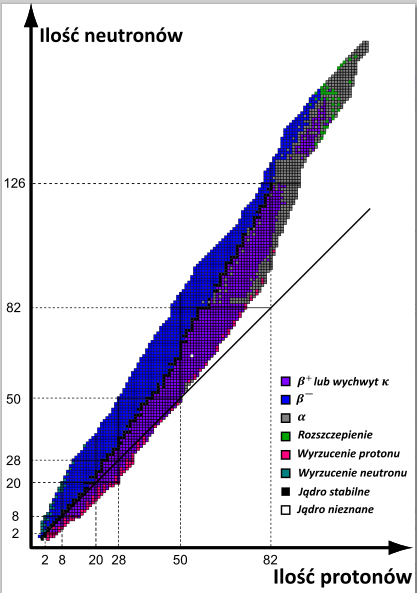 Ilość neutronów
126
82
50
28
20
8
2
β⁺ lub wychwyt κ
β⁻
α
Rozszczepienie
Wyrzucenie protonu
Wyrzucenie neutronu
Jądro stabilne
Jądro nieznane
2 8 20 28 50 82
Ilość protonów